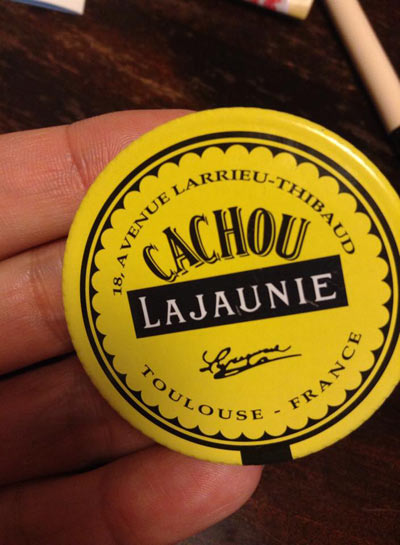 18, AVENUE LARRIEU-THIBAUD
CACHOU
LAJAUNIE
TOULOUSE - FRANCE